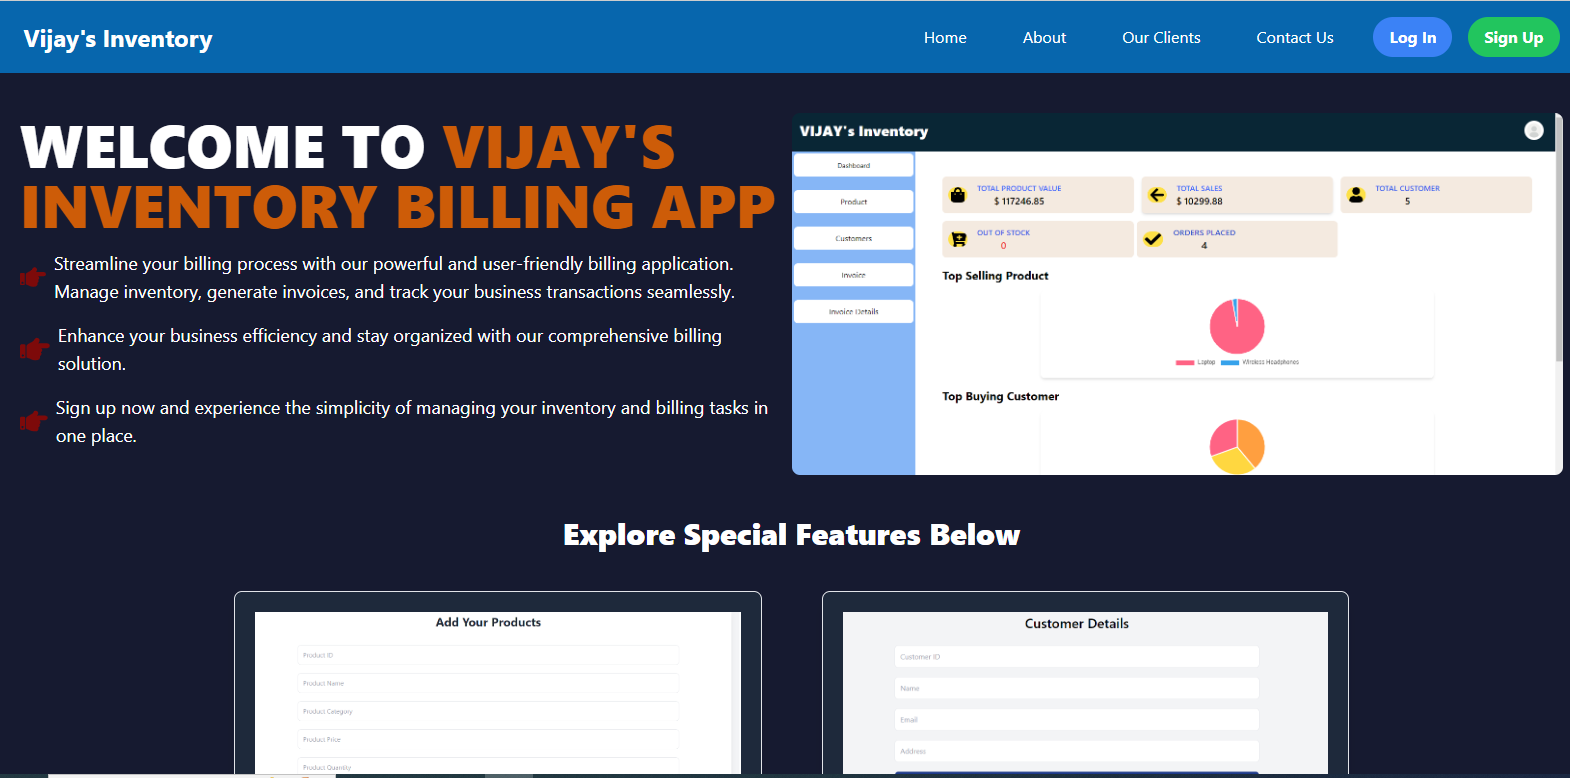 Vijay's Inventory
Home
About
Our Clients
Contact Us
Log In
Sign Up
WELCOME TO VIJAY'S
INVENTORY BILLING APP
Streamline your billing process with our powerful and user-friendly billing application.
Manage inventory, generate invoices, and track your business transactions seamlessly.
Enhance your business efficiency and stay organized with our comprehensive billing
solution.
Sign up now and experience the simplicity of managing your inventory and billing tasks in
one place.
VIJAY's Inventory
Dashboard
Product
Customers
Invoice
Invoice Details
TOTAL PRODUCT VALUE
$ 117246.85
TOTAL SALES
$ 10299.88
TOTAL CUSTOMER
5
OUT OF STOCK
0
ORDERS PLACED
4
Top Selling Product
Laptop
Wireless Headphones
Top Buying Customer
Explore Special Features Below
Add Your Products
Product ID
Product Name
Product Category
Product Price
Product Quantity
Customer Details
Customer ID
Name
Email
Address